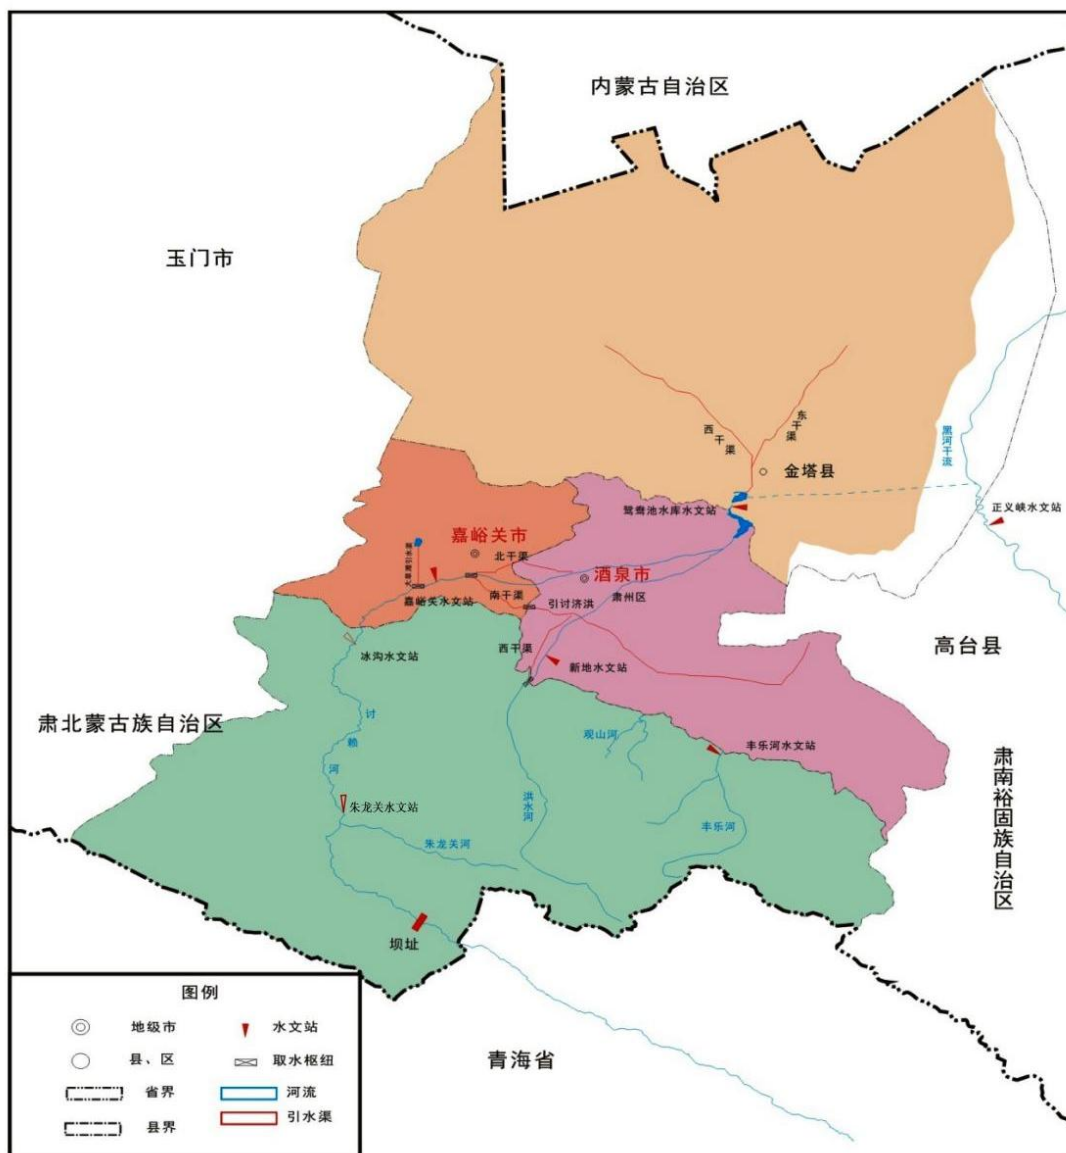 内蒙古自治区
玉门市
西干渠
东干渠
金塔县
黑河干流
鸳鸯池水库水文站
正义峡水文站
嘉峪关市
大草滩引水渠
北干渠
酒泉市
嘉峪关水文站
南干渠
引讨济洪
肃州区
冰沟水文站
西干渠
新地水文站
高台县
肃北蒙古族自治区
讨赖河
观山河
丰乐河水文站
肃南裕固族自治区
朱龙关水文站
洪水河
丰乐河
朱龙关河
坝址
青海省
图例
地级市
水文站
县、区
取水枢纽
省界
河流
县界
引水渠